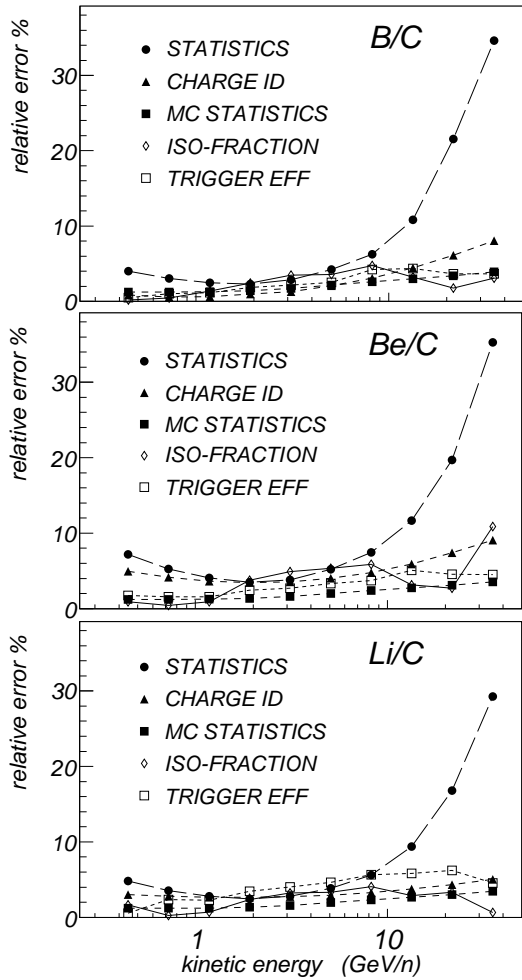 B/C
relative error %
STATISTICS
CHARGE ID
MC STATISTICS
ISO-FRACTION
TRIGGER EFF
30
20
10
0
Be/C
relative error %
STATISTICS
CHARGE ID
MC STATISTICS
ISO-FRACTION
TRIGGER EFF
30
20
10
0
Li/C
relative error %
STATISTICS
CHARGE ID
MC STATISTICS
ISO-FRACTION
TRIGGER EFF
30
20
10
0
1
10
kinetic energy (GeV/n)